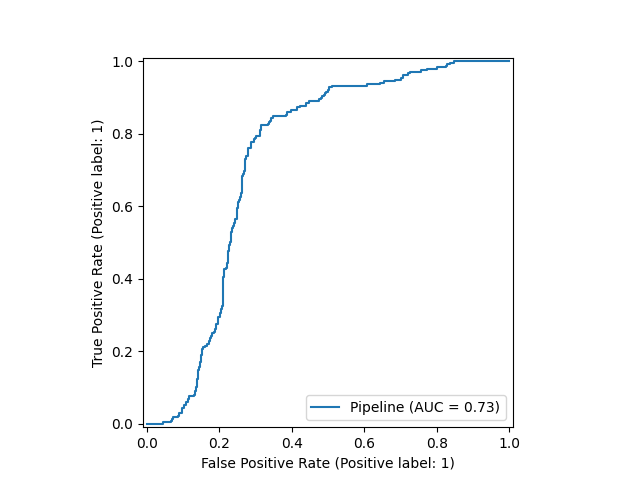 1.0
0.8
0.6
0.4
0.2
0.0
True Positive Rate (Positive label: 1)
Pipeline (AUC = 0.73)
0.0 0.2 0.4 0.6 0.8 1.0
False Positive Rate (Positive label: 1)